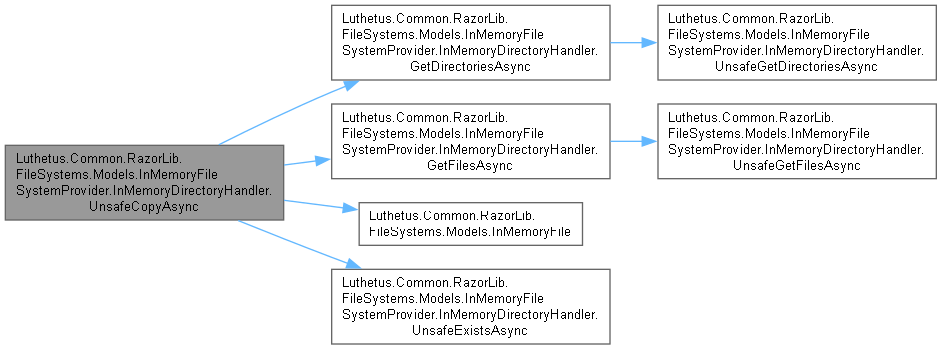 Luthetus.Common.RazorLib.
FileSystems.Models.InMemoryFile
SystemProvider.InMemoryDirectoryHandler.
UnsafeCopyAsync
Luthetus.Common.RazorLib.
FileSystems.Models.InMemoryFile
SystemProvider.InMemoryDirectoryHandler.
GetDirectoriesAsync
Luthetus.Common.RazorLib.
FileSystems.Models.InMemoryFile
SystemProvider.InMemoryDirectoryHandler.
UnsafeGetDirectoriesAsync
Luthetus.Common.RazorLib.
FileSystems.Models.InMemoryFile
SystemProvider.InMemoryDirectoryHandler.
GetFilesAsync
Luthetus.Common.RazorLib.
FileSystems.Models.InMemoryFile
SystemProvider.InMemoryDirectoryHandler.
UnsafeGetFilesAsync
Luthetus.Common.RazorLib.
FileSystems.Models.InMemoryFile
Luthetus.Common.RazorLib.
FileSystems.Models.InMemoryFile
SystemProvider.InMemoryDirectoryHandler.
UnsafeExistsAsync